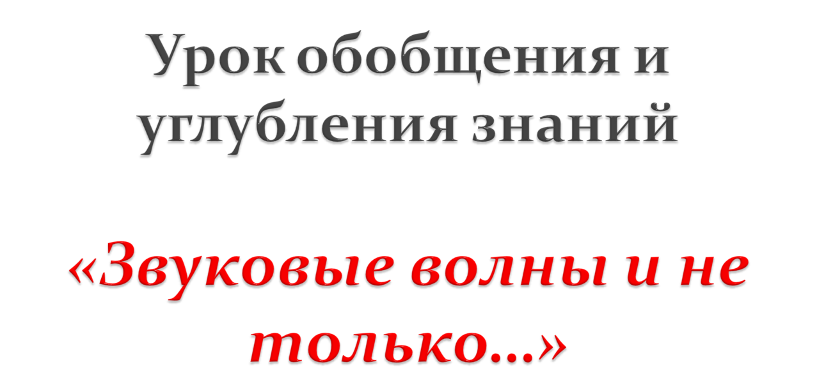 Урок обобщения и
углубления знаний
«Звуковые волны и не
только...»